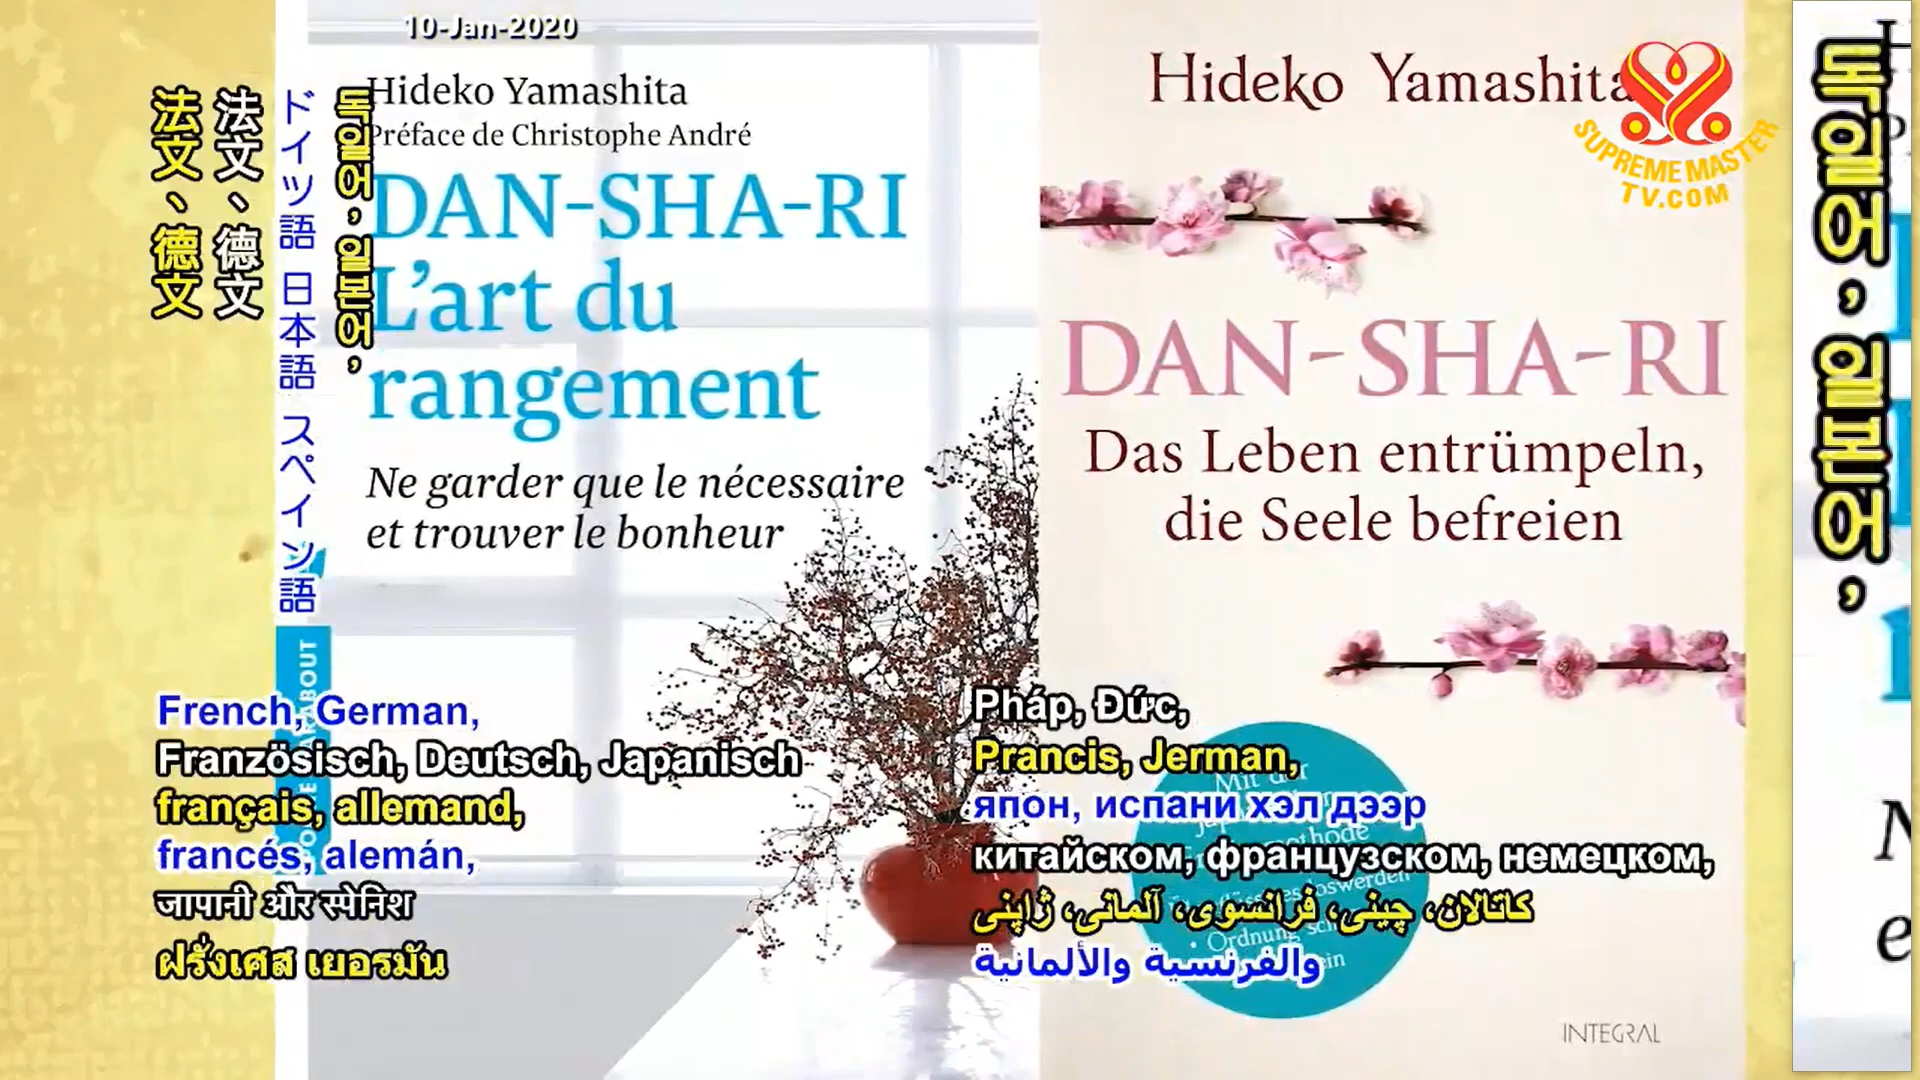 10-Jan-2020
法文、德文
法文、德文
ドイツ語 日本語 スペイン語
독일어, 일본어,
Hideko Yamashita
Préface de Christophe André
DAN-SHA-RI
L'art du
rangement
Ne garder que le nécessaire
et trouver le bonheur
Hideko Yamashita
SUPREME MASTER
TV.COM
DAN-SHA-RI
Das Leben entrümpeln,
die Seele befreien
독일어, 일본어,
French, German,
Französisch, Deutsch, Japanisch
français, allemand,
francés, alemán,
जापानी और स्पेनिश
ฝรั่งเศส เยอรมัน
Pháp, Đức,
Prancis, Jerman,
япон, испани хэл дээр
китайском, французском, немецком,
کاتالان، چینی، فرانسوی، آلمانی، ژاپنی
والفرنسية والألمانية
Mit der
Ordnung
INTEGRAL